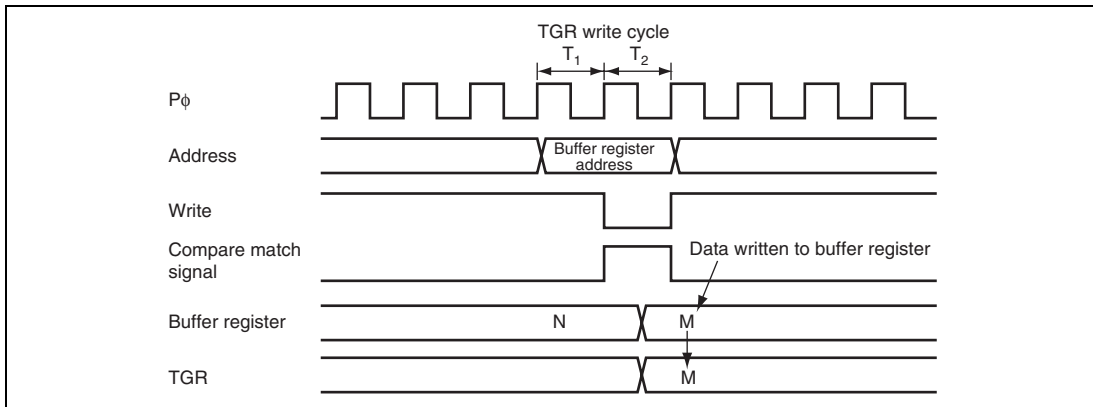 TGR write cycle
T1 T2
Pφ
Address
Buffer register
address
Write
Compare match
signal
Data written to buffer register
Buffer register
N M
TGR
M